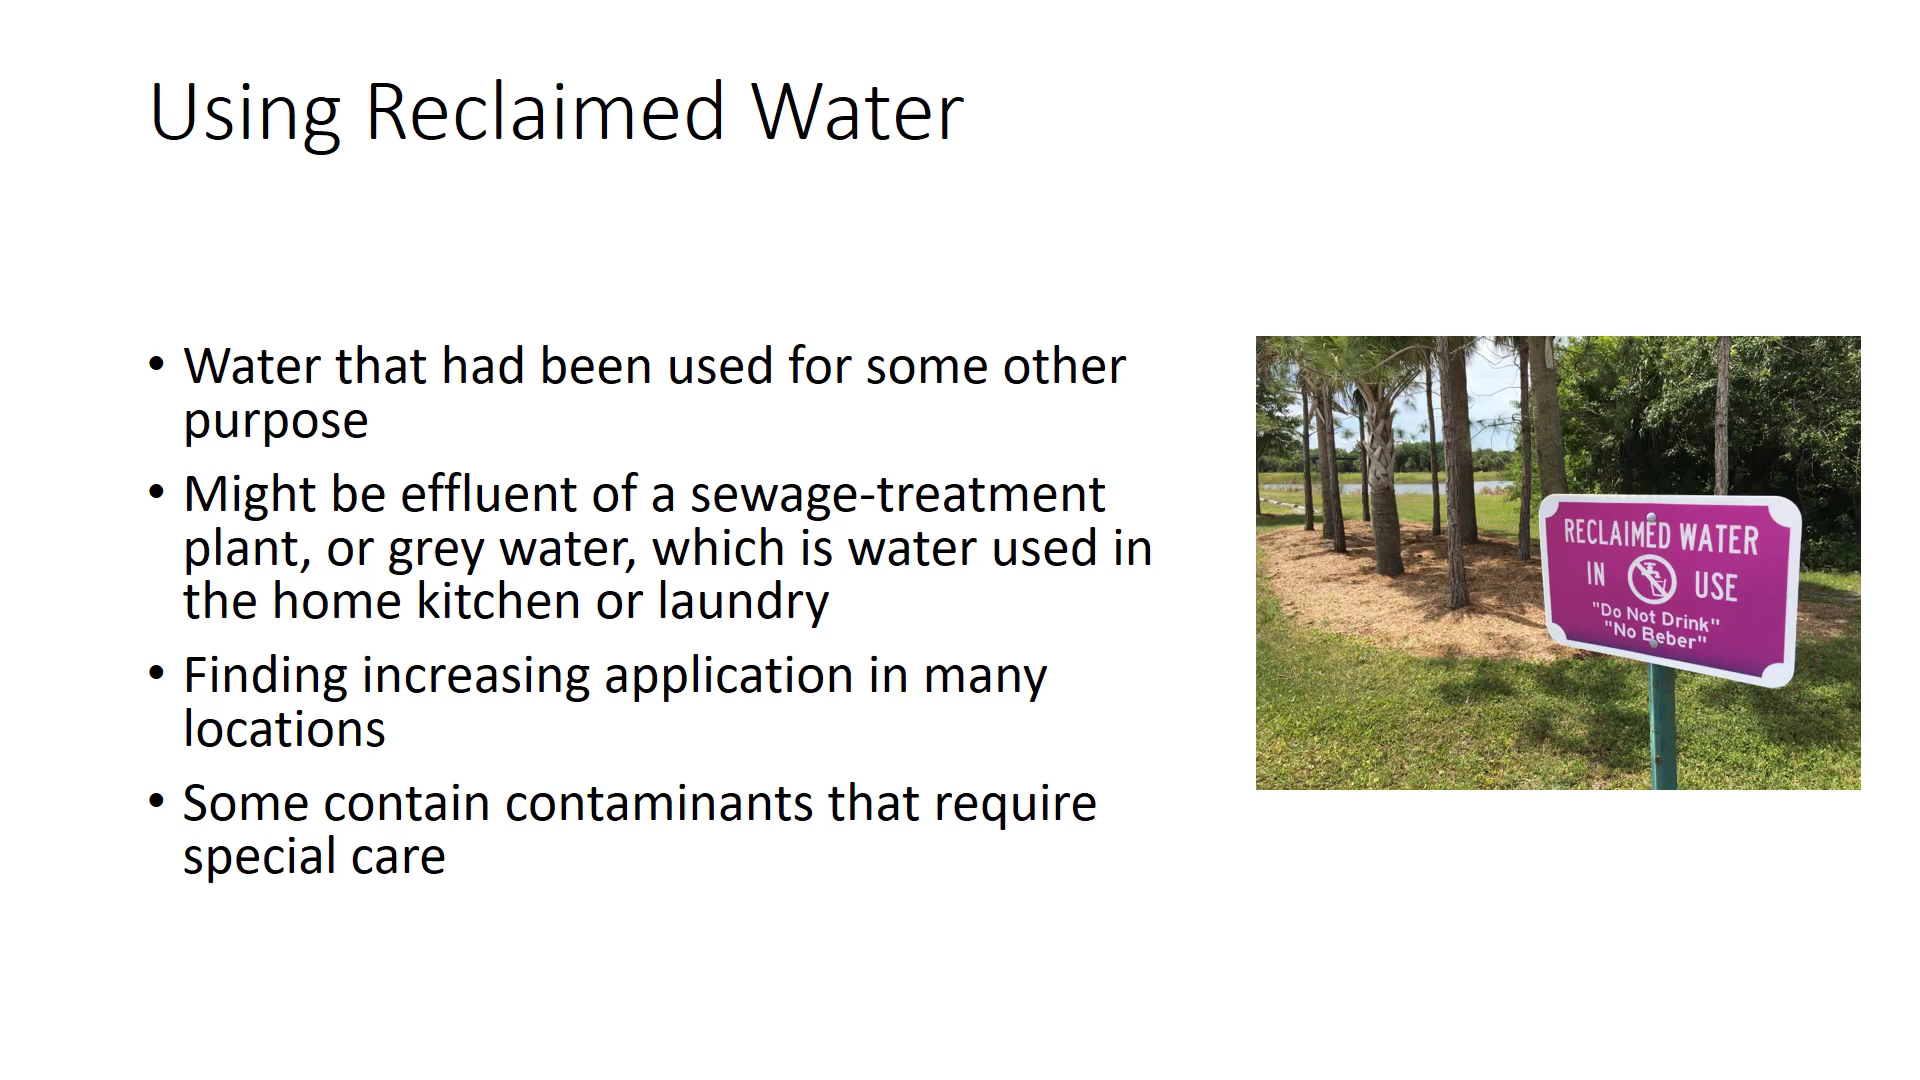 Using Reclaimed Water
• Water that had been used for some other
purpose
• Might be effluent of a sewage-treatment
plant, or grey water, which is water used in
the home kitchen or laundry
• Finding increasing application in many
locations
• Some contain contaminants that require
special care
RECLAIMED WATER
IN USE
"Do Not Drink"
"No Beber"